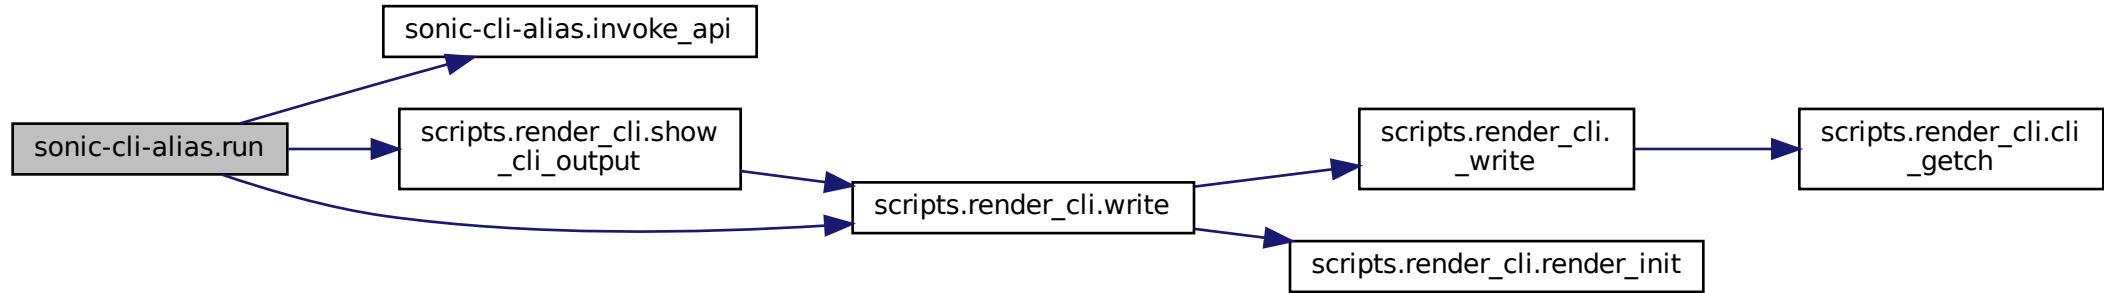 sonic-cli-alias.invoke_api
sonic-cli-alias.run
scripts.render_cli.show
_cli_output
scripts.render_cli.write
scripts.render_cli.
_write
scripts.render_cli.render_init
scripts.render_cli.cli
_getch